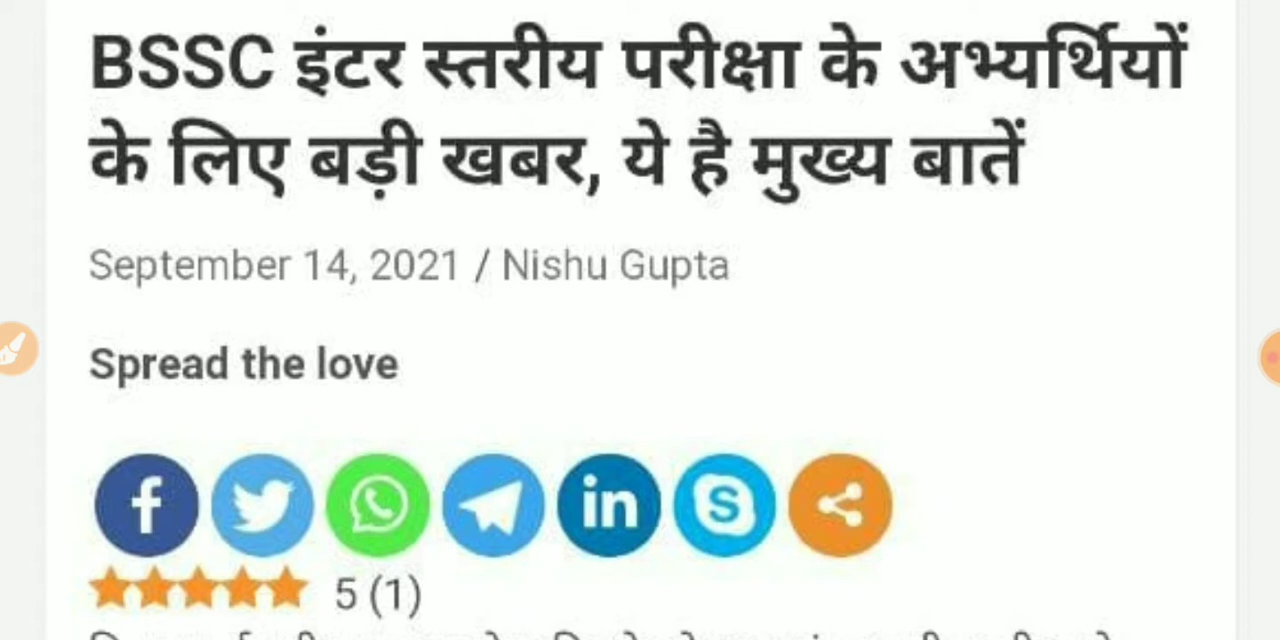 BSSC इंटर स्तरीय परीक्षा के अभ्यर्थियों
के लिए बड़ी खबर, ये है मुख्य बातें
September 14, 2021 / Nishu Gupta
Spread the love
5 (1)